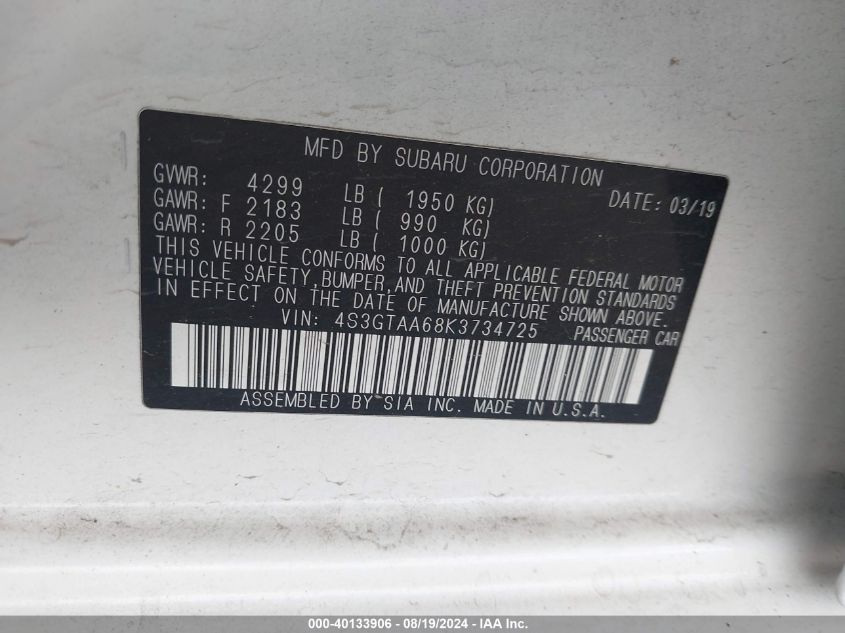 MFD BY SUBARU CORPORATION
GVWR: 4299 LB ( 1950 KG) DATE: 03/19
GAWR: F 2183 LB ( 990 KG)
GAWR: R 2205 LB ( 1000 KG)
THIS VEHICLE CONFORMS TO ALL APPLICABLE FEDERAL MOTOR
VEHICLE SAFETY, BUMPER, AND THEFT PREVENTION STANDARDS
IN EFFECT ON THE DATE OF MANUFACTURE SHOWN ABOVE.
VIN: 4S3GTAA68K3734725 PASSENGER CAR
ASSEMBLED BY SIA INC. MADE IN U.S.A.
000-40133906 - 08/19/2024 - IAA Inc.